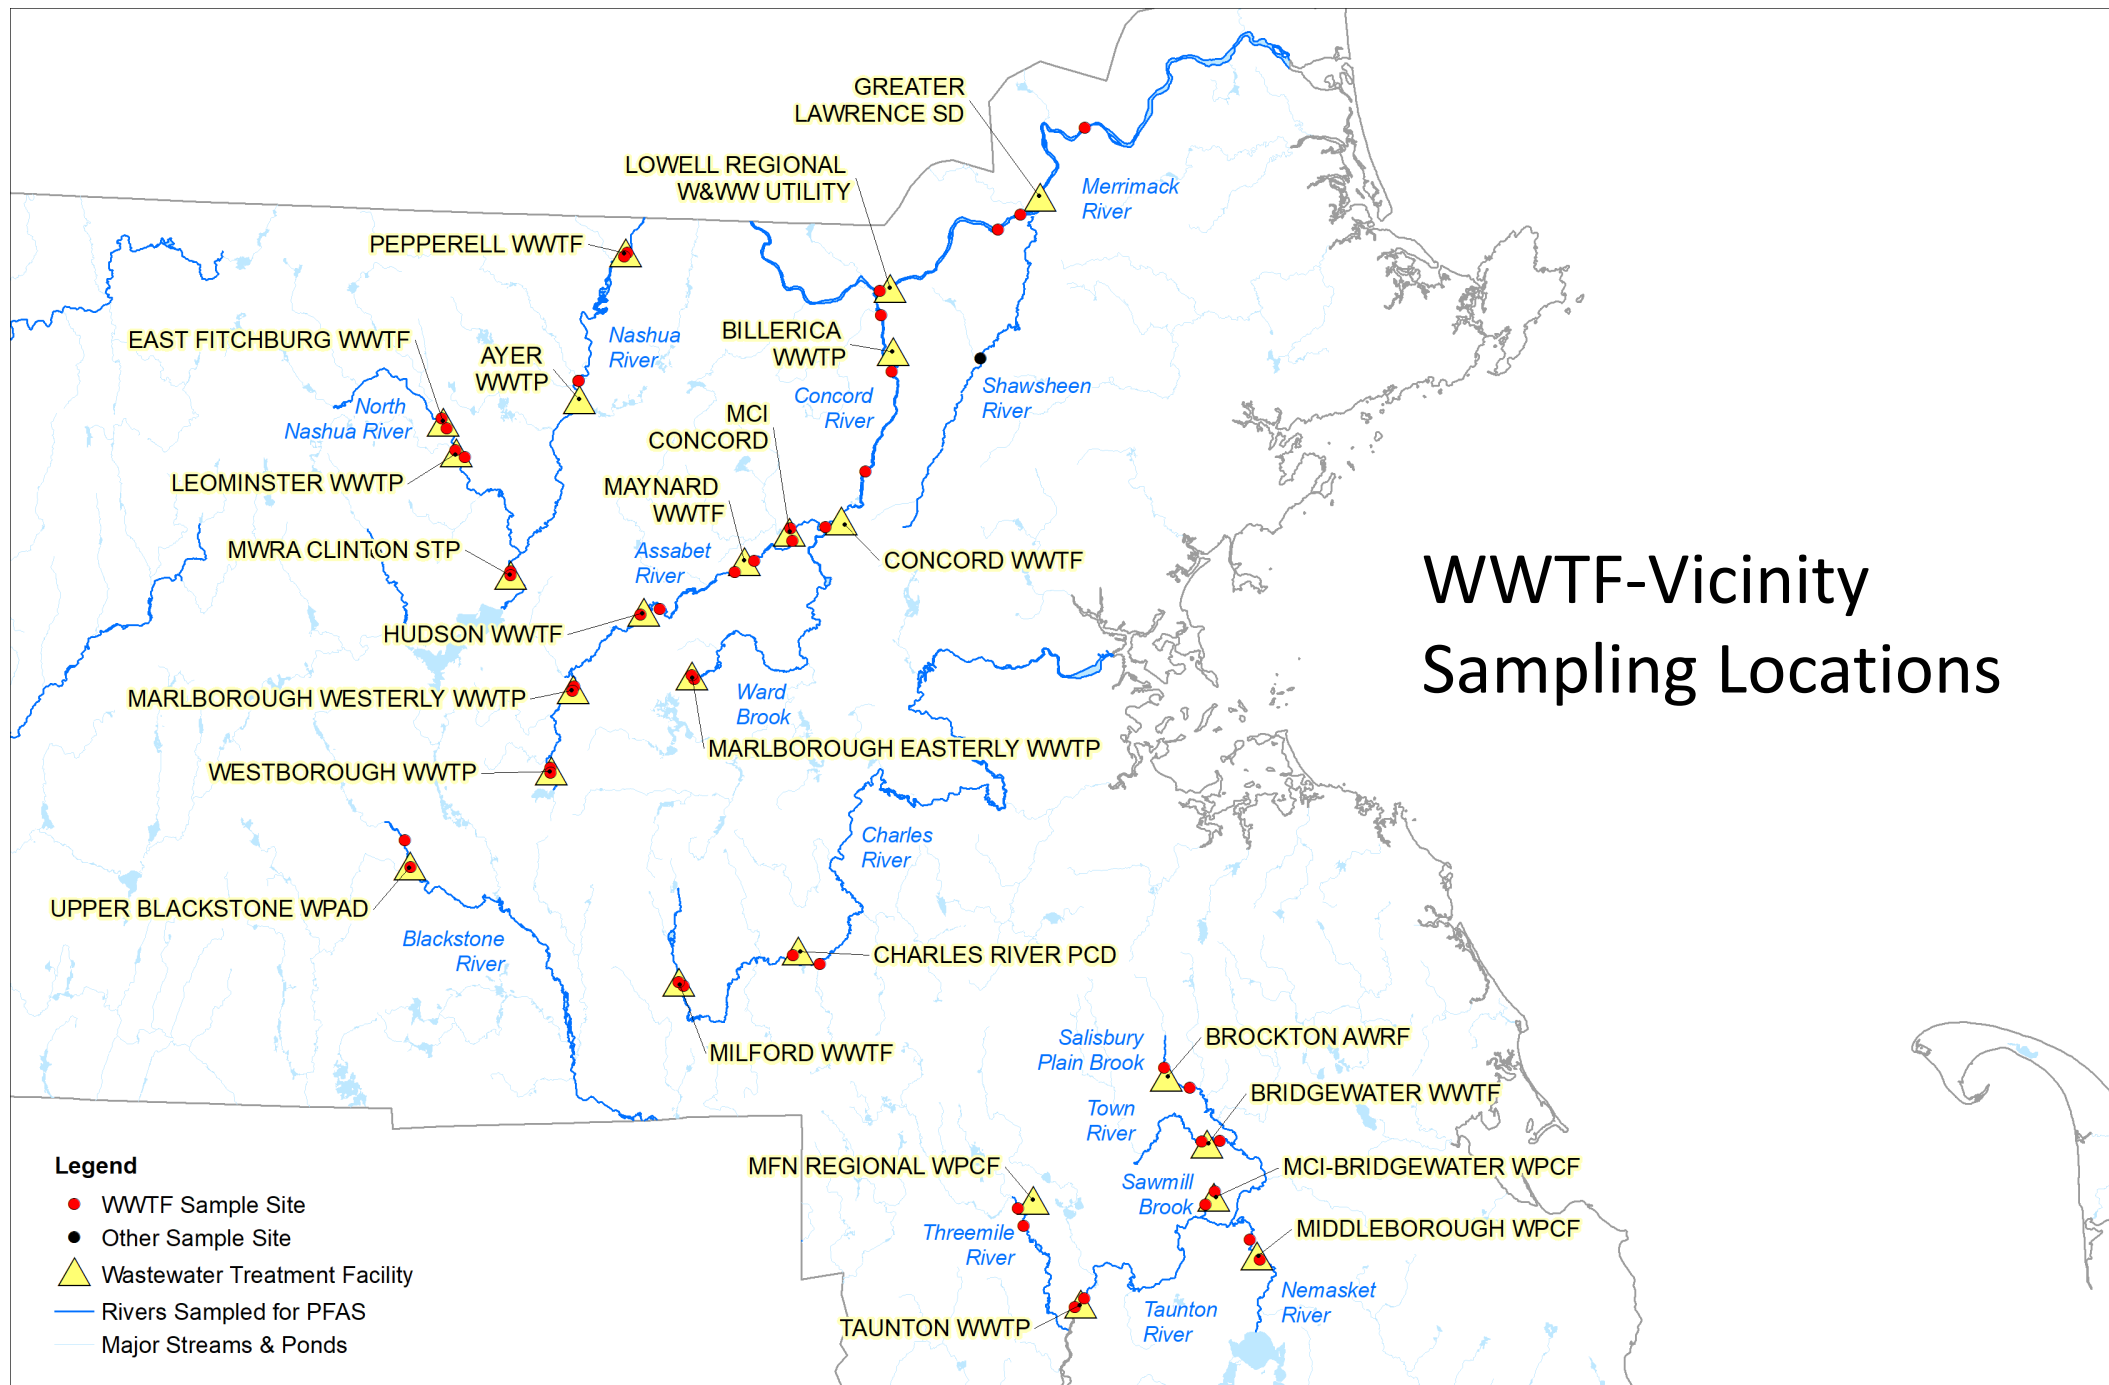 GREATER
LAWRENCE SD
LOWELL REGIONAL
W&WW UTILITY
Merrimack
River
PEPPERELL WWTF
EAST FITCHBURG WWTF
AYER
WWTP
Nashua
River
BILLERICA
WWTP
Shawsheen
River
Concord
River
North
Nashua River
MCI
CONCORD
LEOMINSTER WWTP
MAYNARD
WWTF
MWRA CLINTON STP
Assabet
River
CONCORD WWTF
WWTF-Vicinity
Sampling Locations
HUDSON WWTF
MARLBOROUGH WESTERLY WWTP
Ward
Brook
MARLBOROUGH EASTERLY WWTP
WESTBOROUGH WWTP
Charles
River
UPPER BLACKSTONE WPAD
Blackstone
River
CHARLES RIVER PCD
MILFORD WWTF
Salisbury
Plain Brook
BROCKTON AWRF
BRIDGEWATER WWTF
Town
River
MFN REGIONAL WPCF
MCI-BRIDGEWATER WPCF
Sawmill
Brook
MIDDLEBOROUGH WPCF
Threemile
River
Nemasket
River
Taunton
River
TAUNTON WWTP
Legend
WWTF Sample Site
Other Sample Site
Wastewater Treatment Facility
Rivers Sampled for PFAS
Major Streams & Ponds